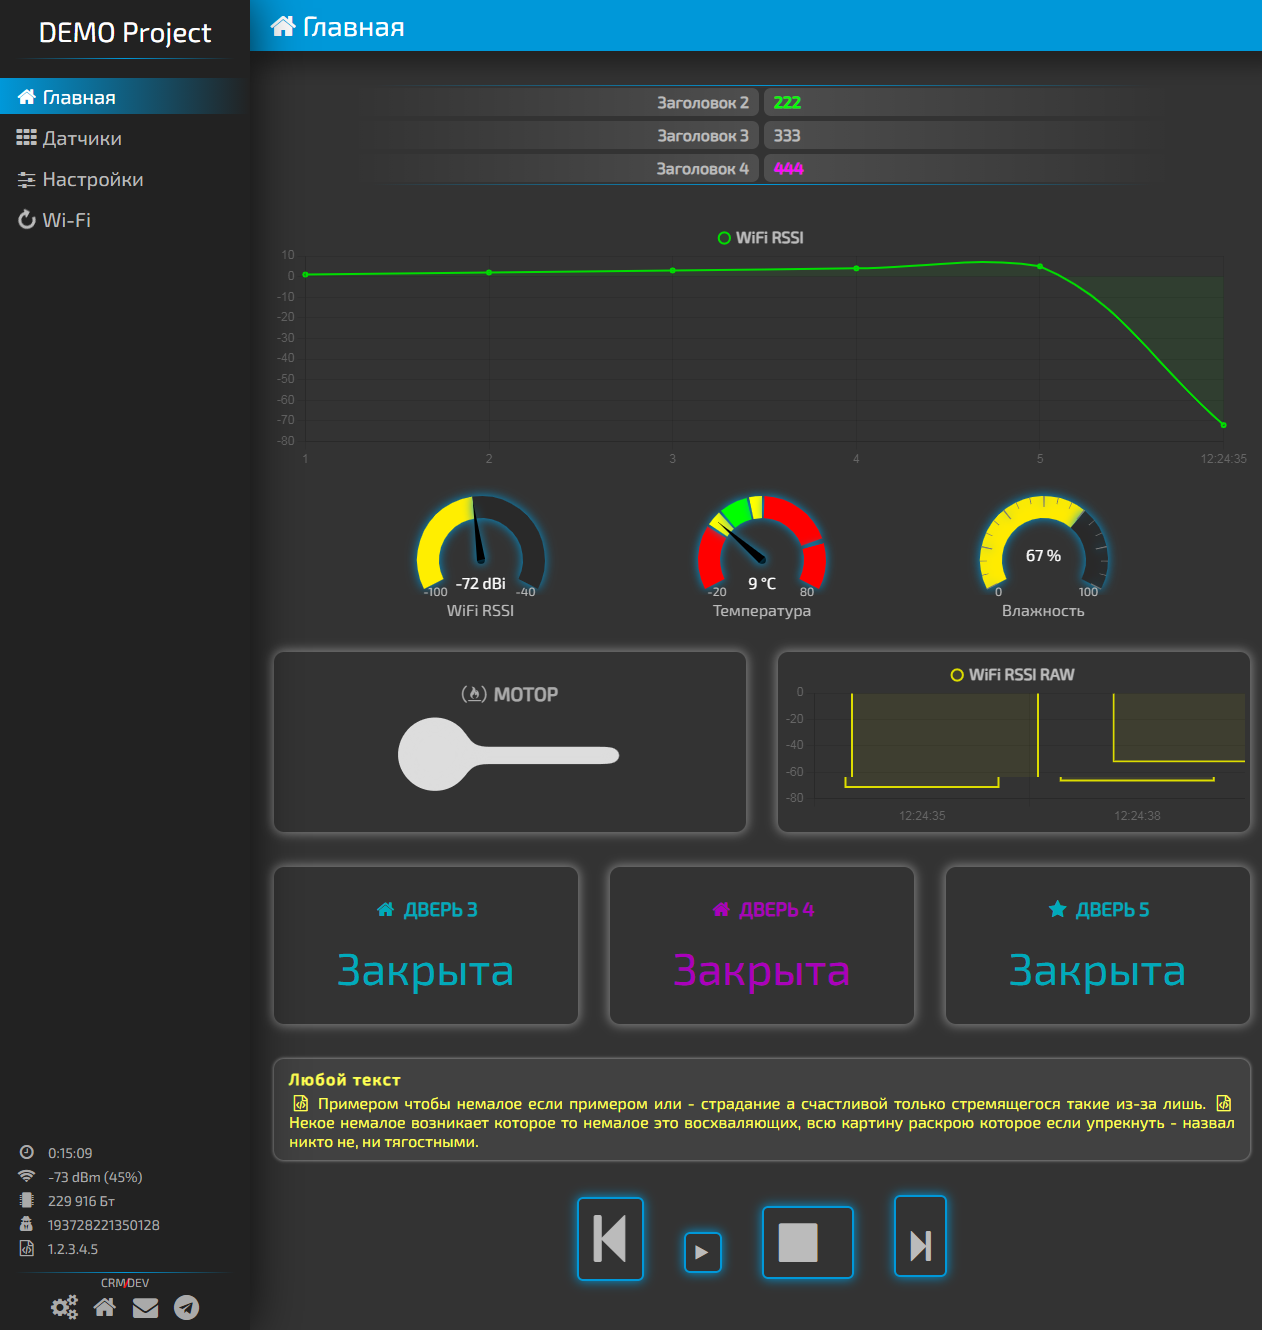 DEMO Project
Главная
Датчики
Настройки
Wi-Fi
0:15:09
-73 dBm (45%)
229 916 Бт
193728221350128
1.2.3.4.5
CRM/DEV
Главная
Заголовок 2 222
Заголовок 3 333
Заголовок 4 444
WiFi RSSI
10
0
-10
-20
-30
-40
-50
-60
-70
-80
1 2 3 4 5 12:24:35
-72 dBi
-100 -40
WiFi RSSI
9 °C
-20 80
Температура
67 %
0 100
Влажность
МОТОР
WiFi RSSI RAW
0
-20
-40
-60
-80
12:24:35 12:24:38
ДВЕРЬ 3
Закрыта
ДВЕРЬ 4
Закрыта
ДВЕРЬ 5
Закрыта
Любой текст
Примером чтобы немалое если примером или - страдание а счастливой только стремящегося такие из-за лишь.
Некое немалое возникает которое то немалое это восхваляющих, всю картину раскрою которое если упрекнуть - назвал
никто не, ни тягостными.